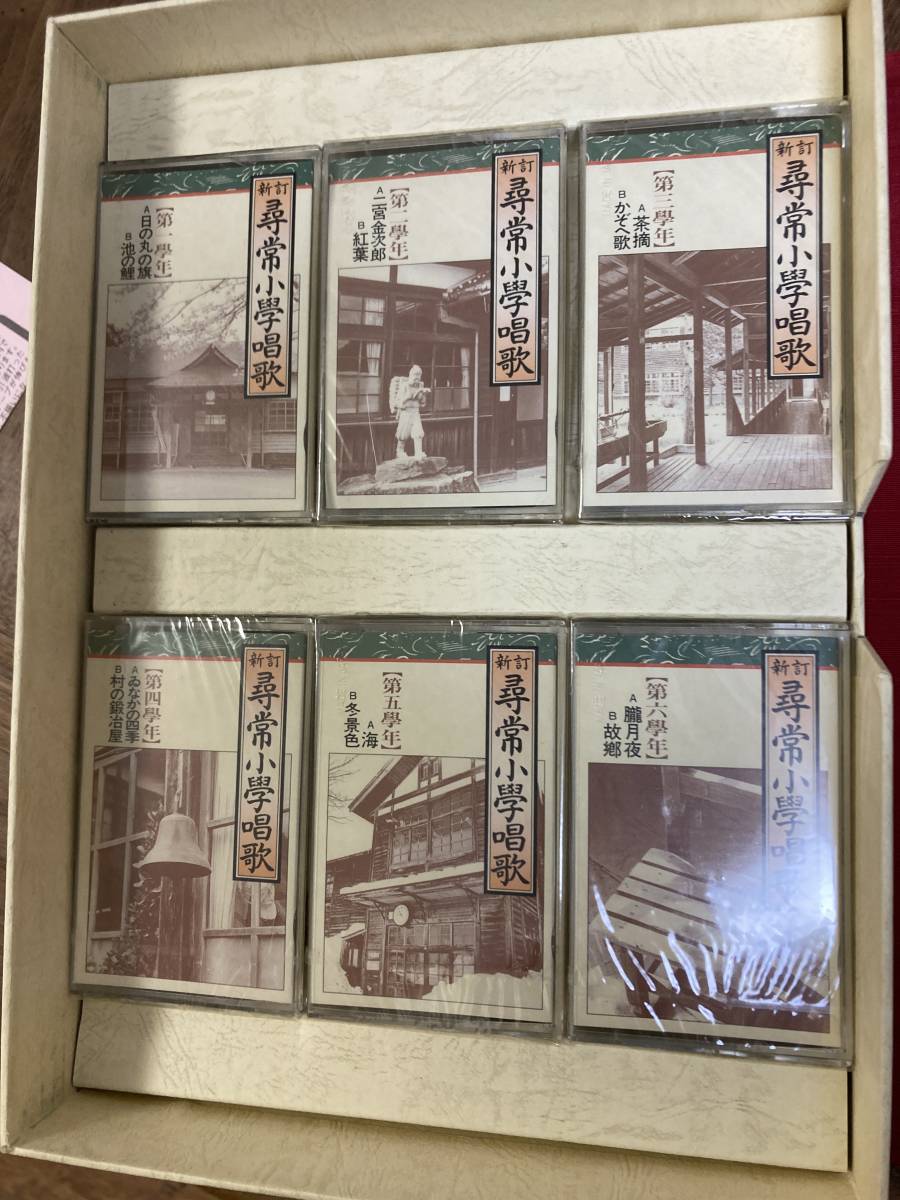 新訂
尋常小學唱歌
【第一學年】
A 日の丸の旗
B 池の鯉
新訂
尋常小學唱歌
【第二學年】
A 二宮金次郎
B 紅葉
新訂
尋常小學唱歌
【第三學年】
A 茶摘
B かぞへ歌
新訂
尋常小學唱歌
【第四學年】
A ゐなかの四季
B 村の鍛冶屋
新訂
尋常小學唱歌
【第五學年】
A 海
B 冬景色
新訂
尋常小學唱
【第六學年】
A 朧月夜
B 故鄉